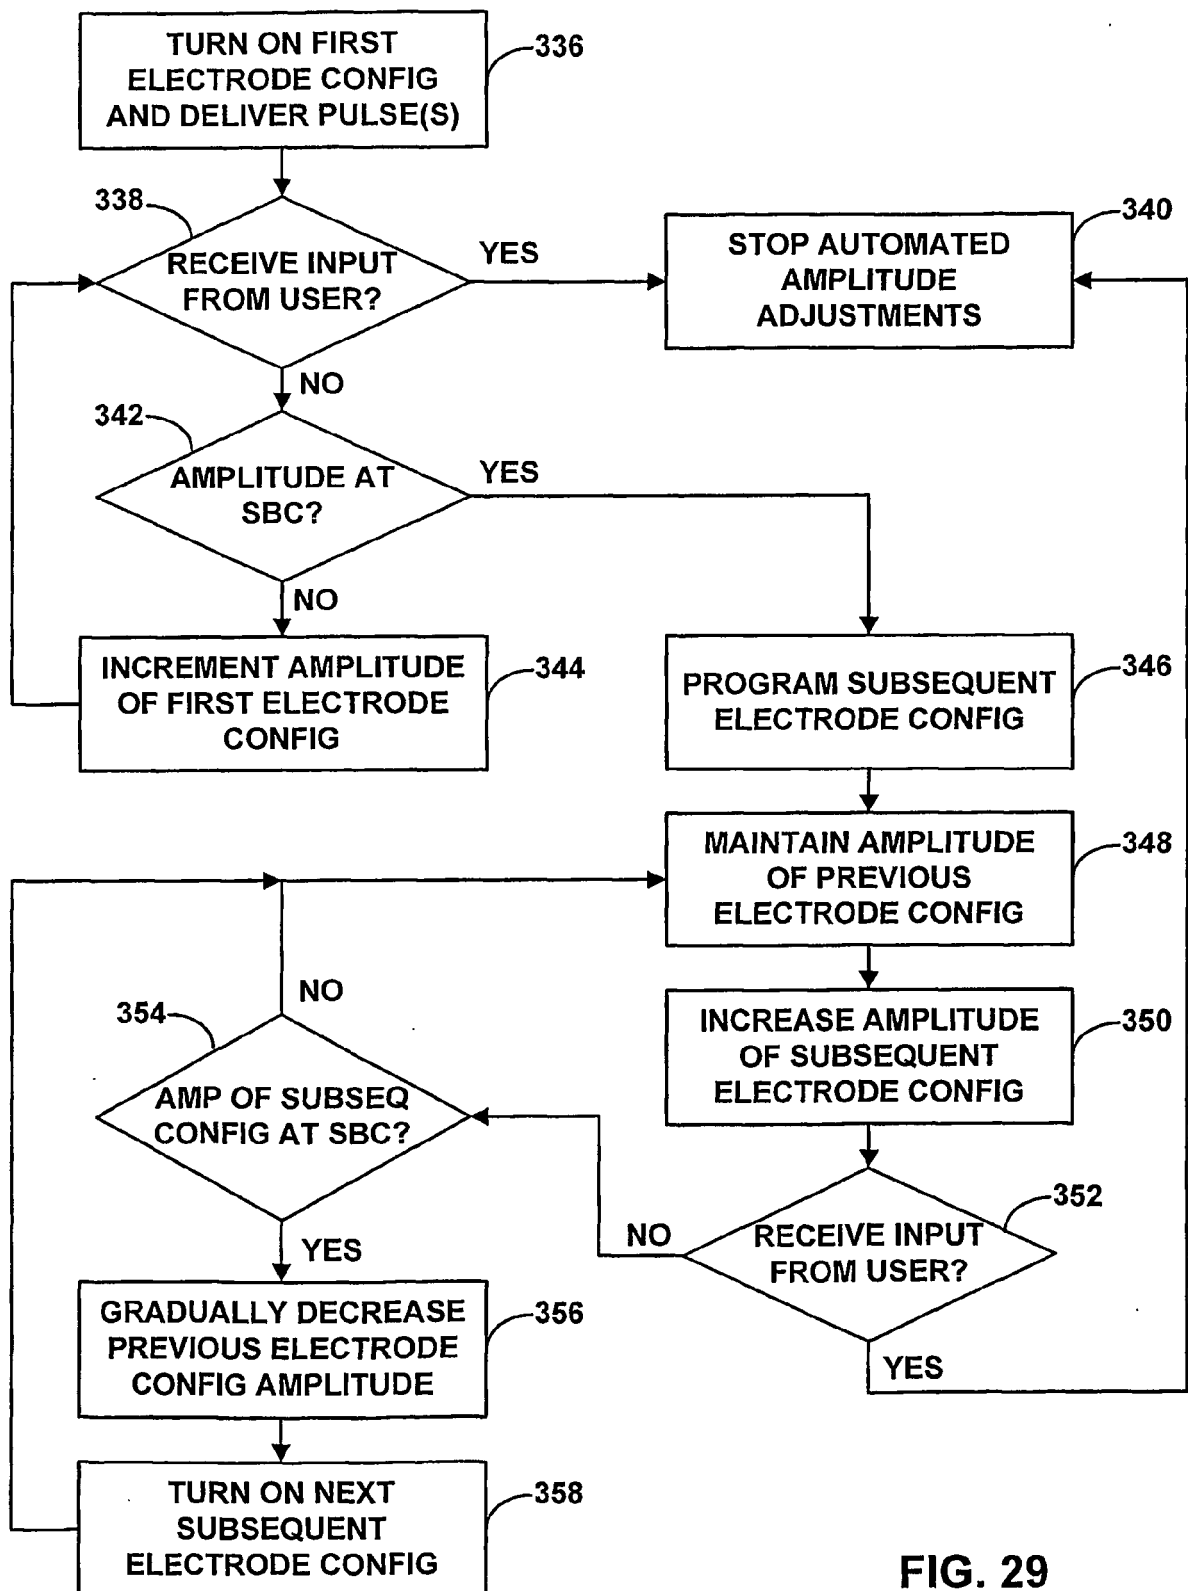 TURN ON FIRST
ELECTRODE CONFIG
AND DELIVER PULSE(S)
336
338
RECEIVE INPUT
FROM USER?
YES
340
STOP AUTOMATED
AMPLITUDE
ADJUSTMENTS
NO
342
AMPLITUDE AT
SBC?
YES
NO
INCREMENT AMPLITUDE
OF FIRST ELECTRODE
CONFIG
344
PROGRAM SUBSEQUENT
ELECTRODE CONFIG
346
MAINTAIN AMPLITUDE
OF PREVIOUS
ELECTRODE CONFIG
348
INCREASE AMPLITUDE
OF SUBSEQUENT
ELECTRODE CONFIG
350
RECEIVE INPUT
FROM USER?
352
NO
YES
354
NO
AMP OF SUBSEQ
CONFIG AT SBC?
YES
GRADUALLY DECREASE
PREVIOUS ELECTRODE
CONFIG AMPLITUDE
356
TURN ON NEXT
SUBSEQUENT
ELECTRODE CONFIG
358
FIG. 29